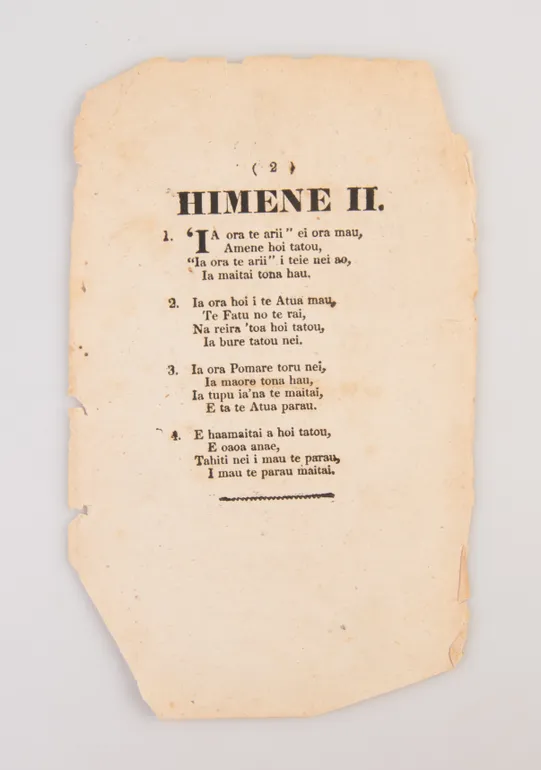 ( 2 )
HIMENE II.
1. ‘IA ora te arii” ei ora mau,
Amene hoi tatou,
“Ia ora te arii” i teie nei ao,
Ia maitai tona hau.
2. Ia ora hoi i te Atua mau,
Te Fatu no te rai,
Na reira ’toa hoi tatou,
Ia bure tatou nei.
3. Ia ora Pomare toru nei,
Ia maoro tona hau,
Ia tupu ia’na te maitai,
E ta te Atua parau.
4. E haamaitai a hoi tatou,
E oaoa anae,
Tahiti nei i mau te parau,
I mau te parau maitai.